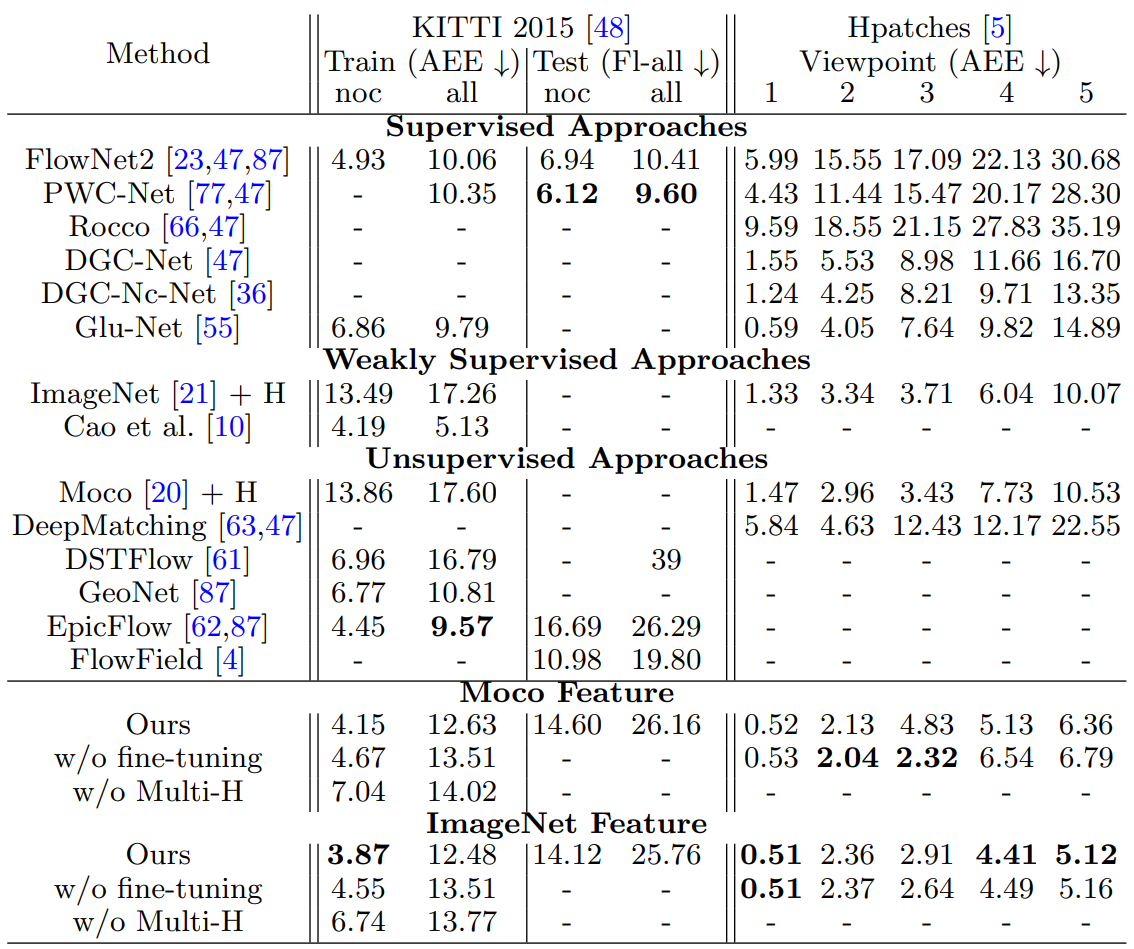 KITTI 2015 [48] Hpatches [5]
Method Train (AEE ↓) Test (Fl-all ↓) Viewpoint (AEE ↓)
noc all noc all 1 2 3 4 5
Supervised Approaches
FlowNet2 [23,47,87] 4.93 10.06 6.94 10.41 5.99 15.55 17.09 22.13 30.68
PWC-Net [77,47] - 10.35 6.12 9.60 4.43 11.44 15.47 20.17 28.30
Rocco [66,47] - - - - 9.59 18.55 21.15 27.83 35.19
DGC-Net [47] - - - - 1.55 5.53 8.98 11.66 16.70
DGC-Nc-Net [36] - - - - 1.24 4.25 8.21 9.71 13.35
Glu-Net [55] 6.86 9.79 - - 0.59 4.05 7.64 9.82 14.89
Weakly Supervised Approaches
ImageNet [21] + H 13.49 17.26 - - 1.33 3.34 3.71 6.04 10.07
Cao et al. [10] 4.19 5.13 - - - - - - -
Unsupervised Approaches
Moco [20] + H 13.86 17.60 - - 1.47 2.96 3.43 7.73 10.53
DeepMatching [63,47] - - - - 5.84 4.63 12.43 12.17 22.55
DSTFlow [61] 6.96 16.79 - 39 - - - - -
GeoNet [87] 6.77 10.81 - - - - - - -
EpicFlow [62,87] 4.45 9.57 16.69 26.29 - - - - -
FlowField [4] - - 10.98 19.80 - - - - -
Moco Feature
Ours 4.15 12.63 14.60 26.16 0.52 2.13 4.83 5.13 6.36
w/o fine-tuning 4.67 13.51 - - 0.53 2.04 2.32 6.54 6.79
w/o Multi-H 7.04 14.02 - - - - - - -
ImageNet Feature
Ours 3.87 12.48 14.12 25.76 0.51 2.36 2.91 4.41 5.12
w/o fine-tuning 4.55 13.51 - - 0.51 2.37 2.64 4.49 5.16
w/o Multi-H 6.74 13.77 - - - - - - -